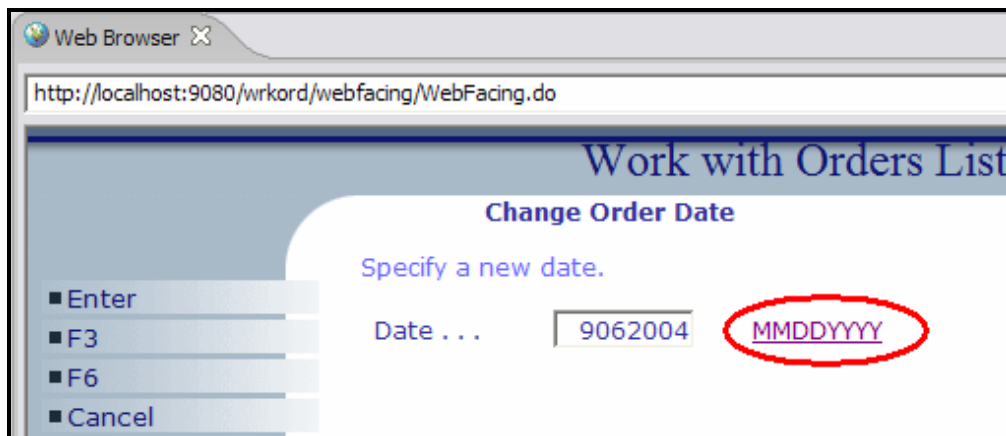 Web Browser
http://localhost:9080/wrkord/webfacing/WebFacing.do
Work with Orders List
Change Order Date
Specify a new date.
Enter
Date . . . 9062004 MMDDYYYY
F3
F6
Cancel